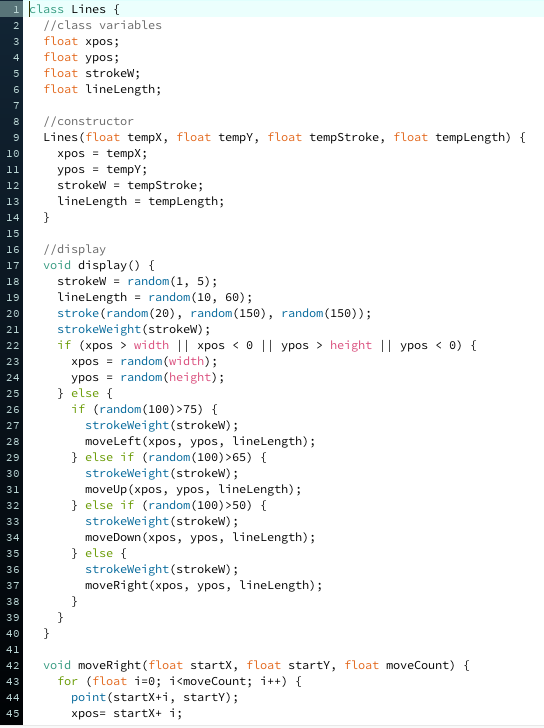 1 class Lines {
2 //class variables
3 float xpos;
4 float ypos;
5 float strokeW;
6 float lineLength;
7
8 //constructor
9 Lines(float tempX, float tempY, float tempStroke, float tempLength) {
10 xpos = tempX;
11 ypos = tempY;
12 strokeW = tempStroke;
13 lineLength = tempLength;
14 }
15
16 //display
17 void display() {
18 strokeW = random(1, 5);
19 lineLength = random(10, 60);
20 stroke(random(20), random(150), random(150));
21 strokeWeight(strokeW);
22 if (xpos > width || xpos < 0 || ypos > height || ypos < 0) {
23 xpos = random(width);
24 ypos = random(height);
25 } else {
26 if (random(100)>75) {
27 strokeWeight(strokeW);
28 moveLeft(xpos, ypos, lineLength);
29 } else if (random(100)>65) {
30 strokeWeight(strokeW);
31 moveUp(xpos, ypos, lineLength);
32 } else if (random(100)>50) {
33 strokeWeight(strokeW);
34 moveDown(xpos, ypos, lineLength);
35 } else {
36 strokeWeight(strokeW);
37 moveRight(xpos, ypos, lineLength);
38 }
39 }
40 }
41
42 void moveRight(float startX, float startY, float moveCount) {
43 for (float i=0; i<moveCount; i++) {
44 point(startX+i, startY);
45 xpos= startX+ i;